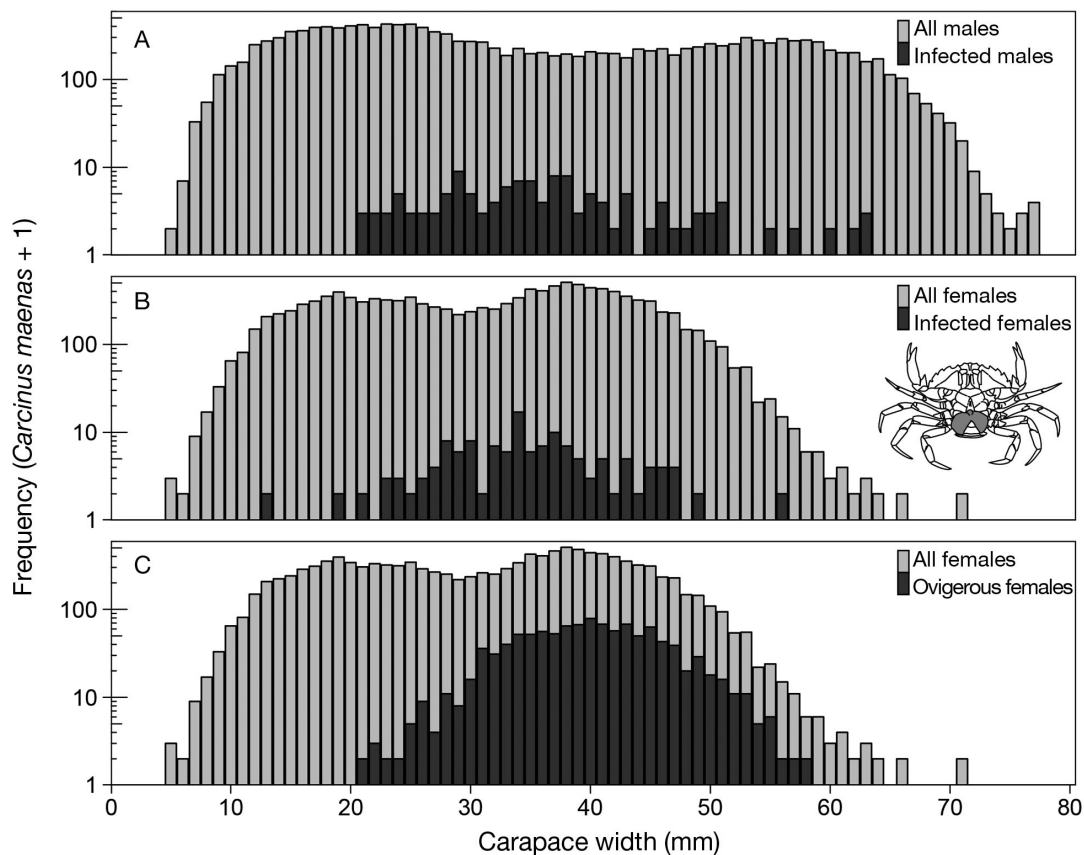 A
All males
Infected males
100
10
1
B
All females
Infected females
100
10
1
C
All females
Ovigerous females
100
10
1
Frequency (Carcinus maenas + 1)
0 10 20 30 40 50 60 70 80
Carapace width (mm)